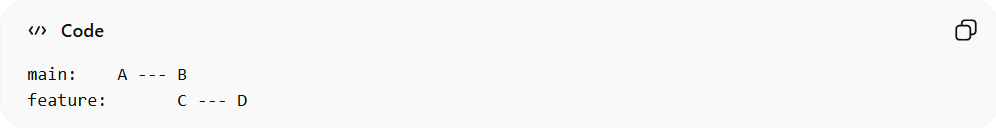 Code
main:    A --- B
feature:       C --- D